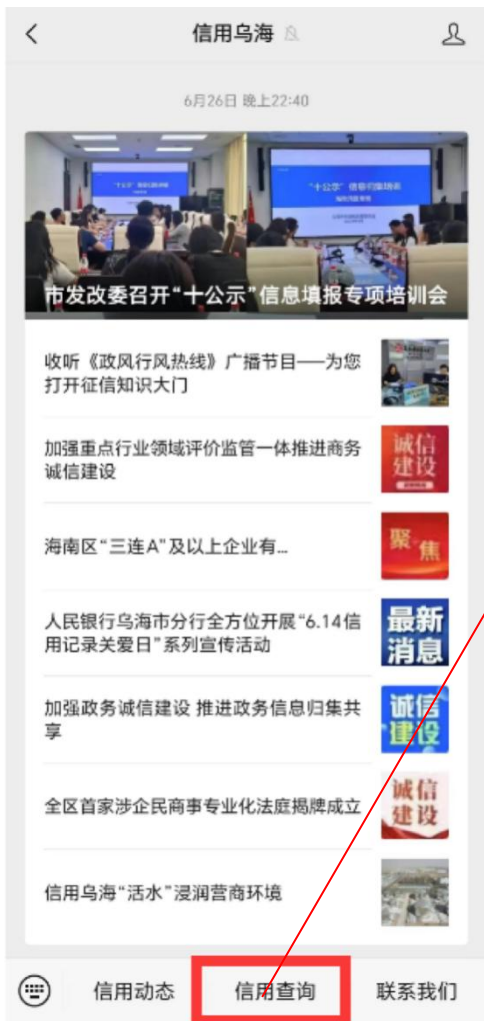 信用乌海
6月26日 晚上22:40
"十公示"信息归集培训
市发改委召开“十公示”信息填报专项培训会
收听《政风行风热线》广播节目——为您
打开征信知识大门
加强重点行业领域评价监管一体推进商务
诚信建设
诚信
建设
海南区“三连A”及以上企业有...
聚焦
人民银行乌海市分行全方位开展“6.14信
用记录关爱日”系列宣传活动
最新
消息
加强政务诚信建设 推进政务信息归集共
享
诚信
建设
全区首家涉企民商事专业化法庭揭牌成立
诚信
建设
信用乌海“活水”浸润营商环境
信用动态
信用查询
联系我们